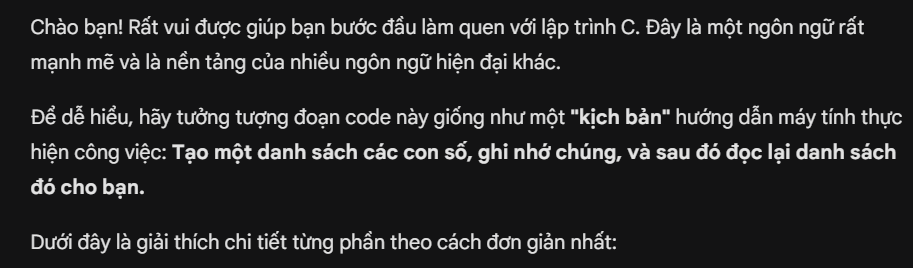 Chào bạn! Rất vui được giúp bạn bước đầu làm quen với lập trình C. Đây là một ngôn ngữ rất
mạnh mẽ và là nền tảng của nhiều ngôn ngữ hiện đại khác.
Để dễ hiểu, hãy tưởng tượng đoạn code này giống như một "kịch bản" hướng dẫn máy tính thực
hiện công việc: Tạo một danh sách các con số, ghi nhớ chúng, và sau đó đọc lại danh sách
đó cho bạn.
Dưới đây là giải thích chi tiết từng phần theo cách đơn giản nhất: